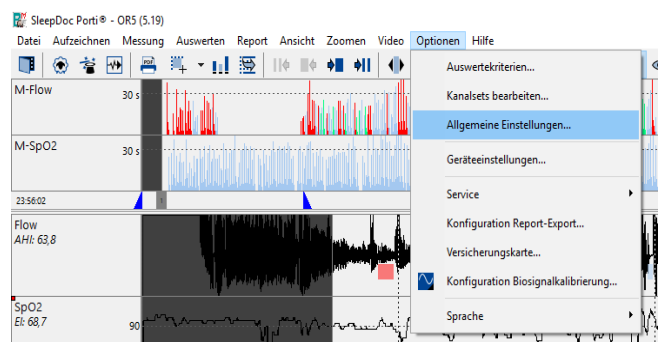 SleepDoc Porti® - OR5 (5.19)
Datei Aufzeichnen Messung Auswerten Report Ansicht Zoomen Video Optionen Hilfe
Auswertekriterien...
Kanalsets bearbeiten...
Allgemeine Einstellungen...
Geräteeinstellungen...
Service
Konfiguration Report-Export...
Versicherungskarte...
Konfiguration Biosignalkalibrierung...
Sprache
M-Flow
30 s
M-SpO2
30 s
23:56:02
1
Flow
AHI: 63,8
SpO2
EI: 68,7
90